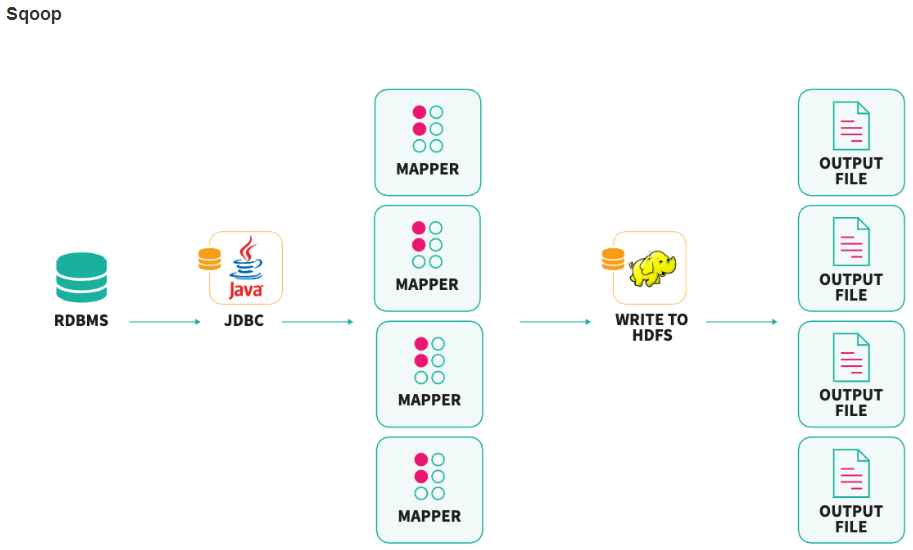 Sqoop
RDBMS
Java
JDBC
MAPPER
MAPPER
MAPPER
MAPPER
WRITE TO
HDFS
OUTPUT
FILE
OUTPUT
FILE
OUTPUT
FILE
OUTPUT
FILE